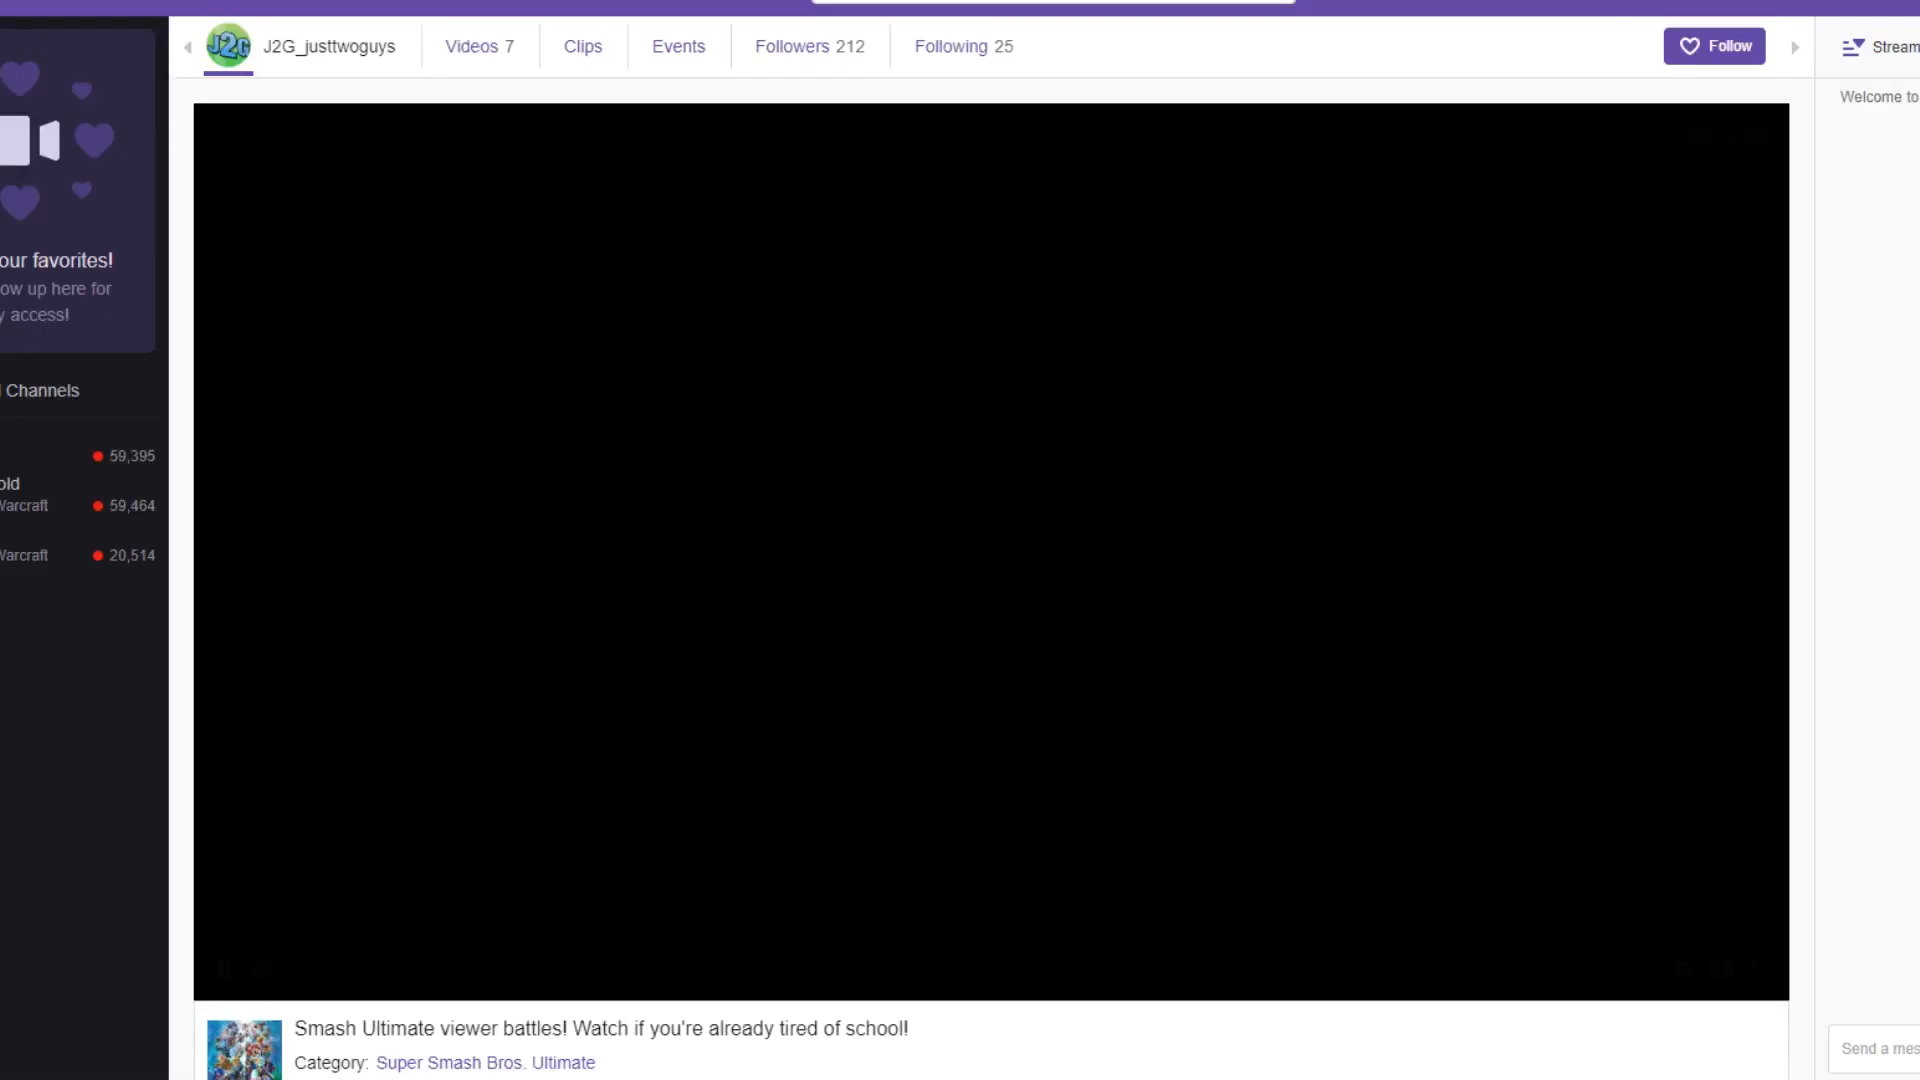 J2G
J2G_justtwoguys
Videos 7
Clips
Events
Followers 212
Following 25
Follow
Stream
Welcome to
our favorites!
ow up here for
y access!
Channels
59,395
old
Warcraft
59,464
Warcraft
20,514
Smash Ultimate viewer battles! Watch if you're already tired of school!
Category: Super Smash Bros. Ultimate
Send a mes